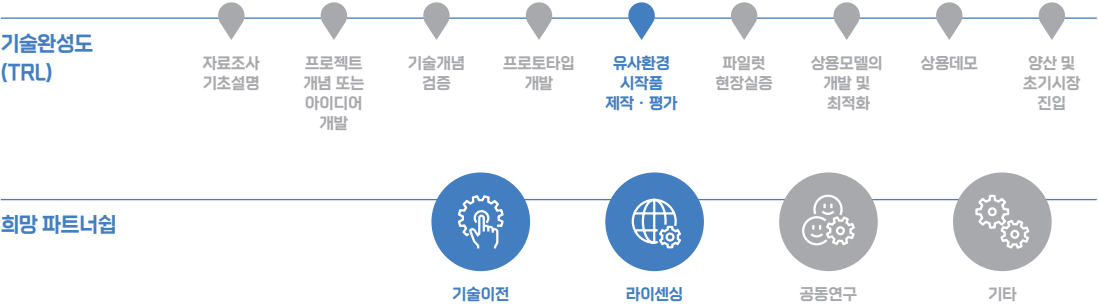 기술완성도
(TRL)
자료조사
기초설명
프로젝트
개념 또는
아이디어
개발
기술개념
검증
프로토타입
개발
유사환경
시작품
제작 · 평가
파일럿
현장실증
상용모델의
개발 및
최적화
상용데모
양산 및
초기시장
진입
희망 파트너쉽
기술이전
라이센싱
공동연구
기타